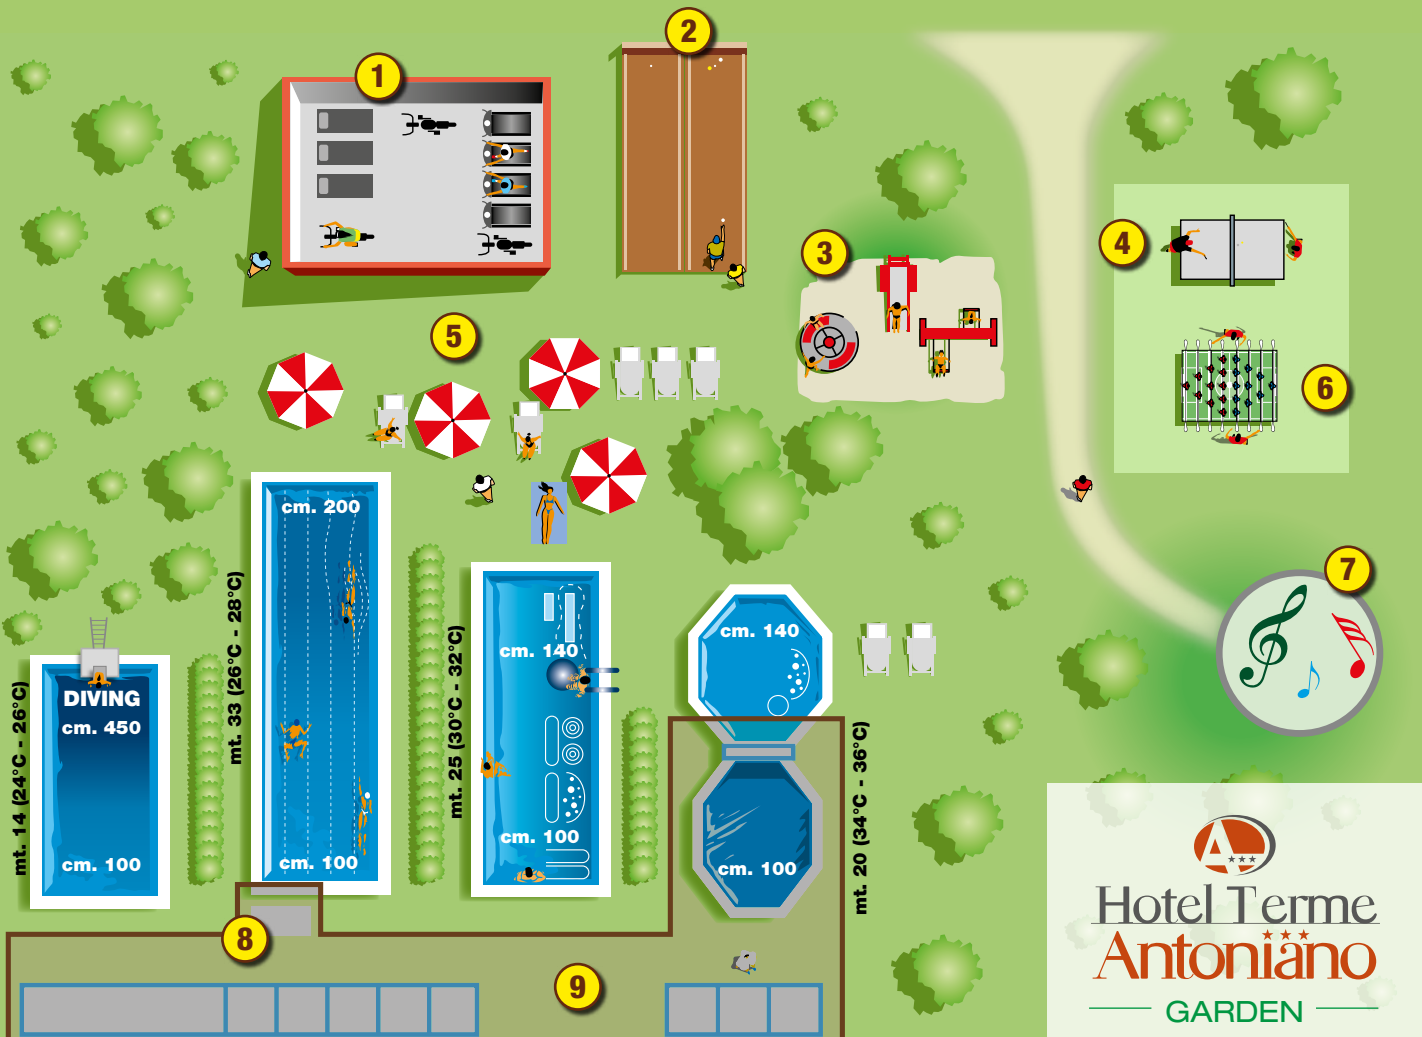 1
2
3
4
5
6
7
8
9
DIVING
cm. 450
cm. 100
mt. 14 (24°C - 26°C)
cm. 200
cm. 100
mt. 33 (26°C - 28°C)
cm. 140
cm. 100
mt. 25 (30°C - 32°C)
cm. 140
cm. 100
mt. 20 (34°C - 36°C)
A
Hotel Terme
Antoniano
GARDEN